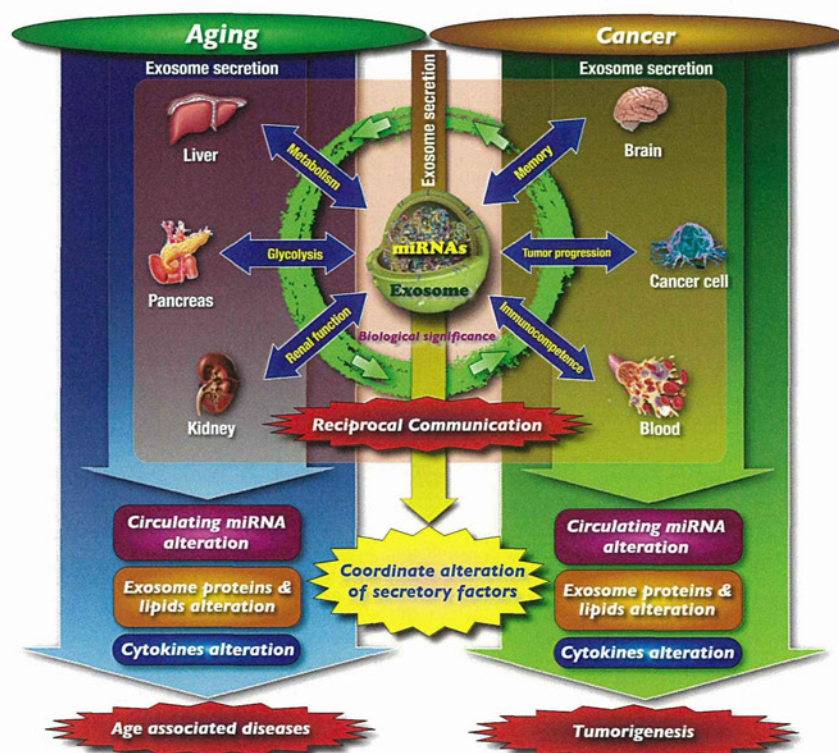 Aging
Cancer
Exosome secretion
Exosome secretion
Exosome secretion
Liver
Metabolism
Memory
Brain
miRNAs
Exosome
Pancreas
Glycolysis
Tumor progression
Cancer cell
Renal function
Biological significance
Immunocompetence
Kidney
Reciprocal Communication
Blood
Circulating miRNA
alteration
Exosome proteins &
lipids alteration
Cytokines alteration
Coordinate alteration
of secretory factors
Circulating miRNA
alteration
Exosome proteins &
lipids alteration
Cytokines alteration
Age associated diseases
Tumorigenesis